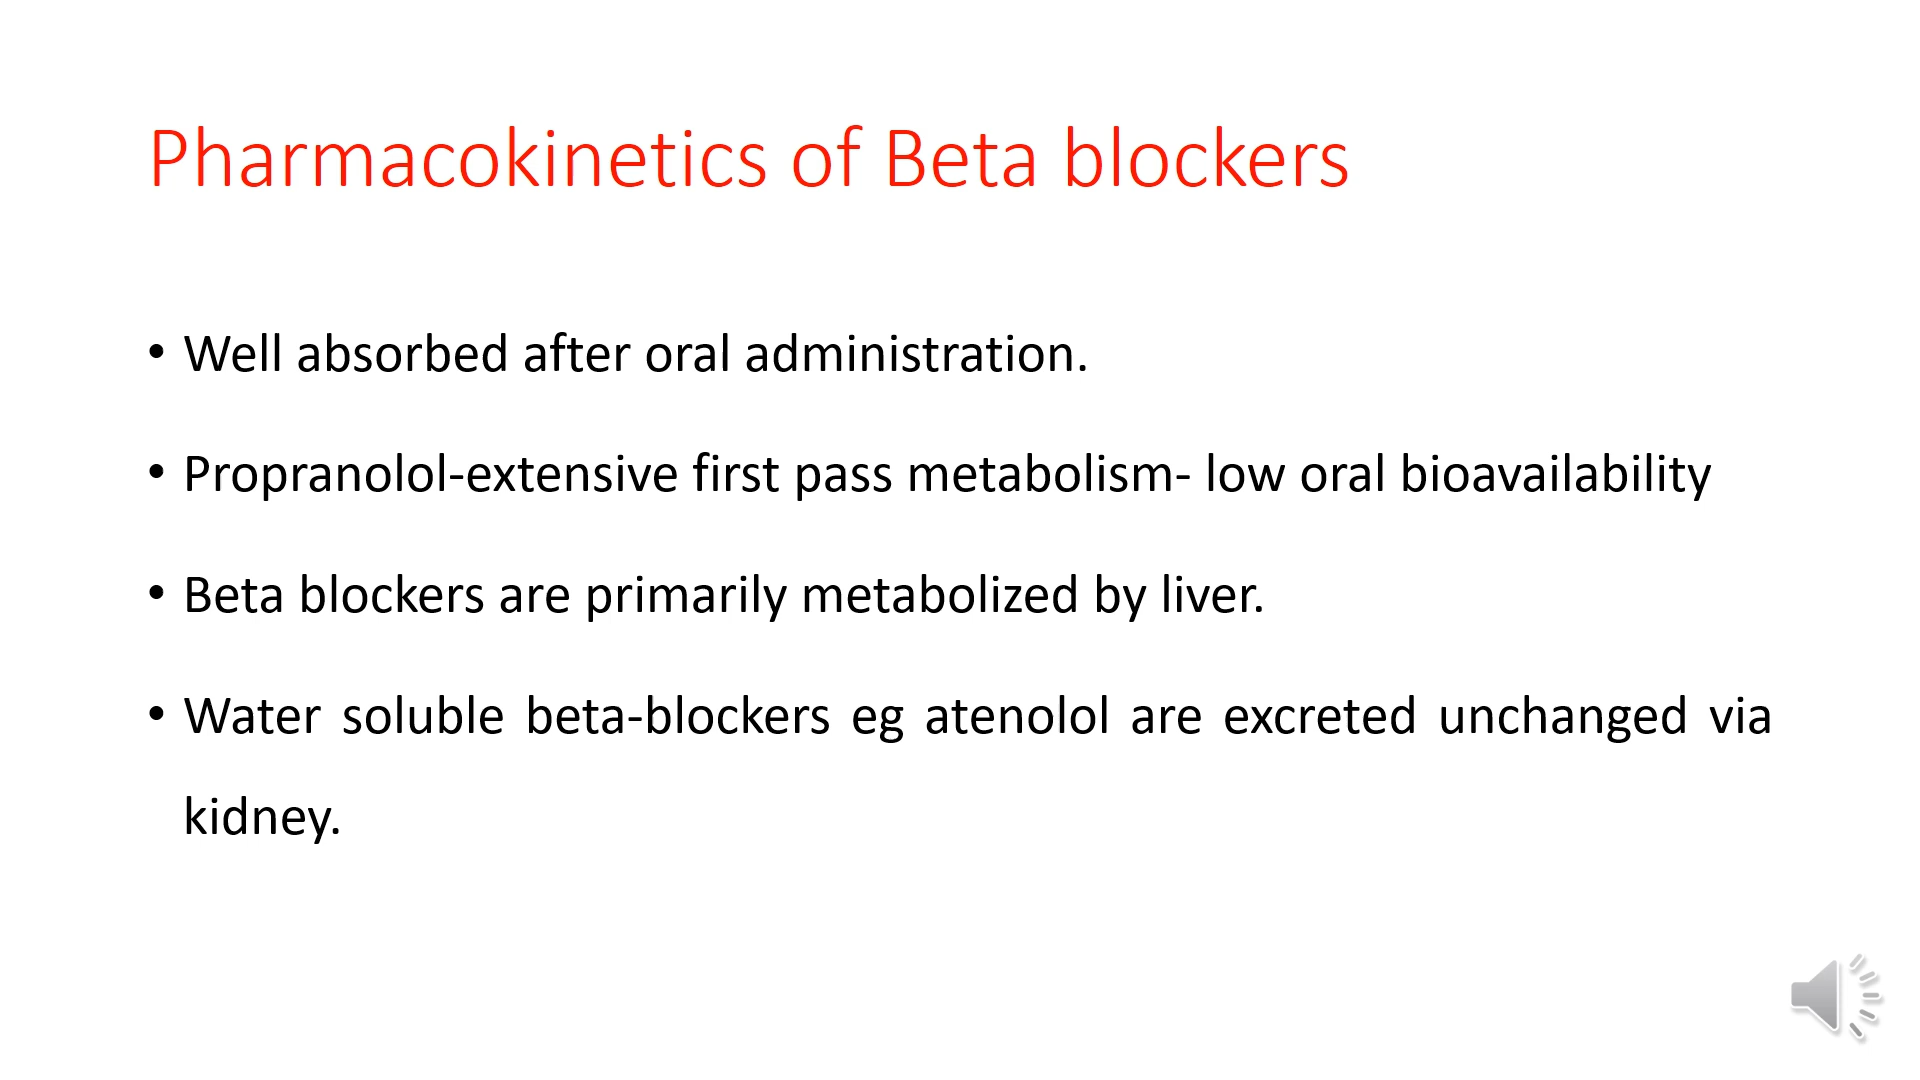 Pharmacokinetics of Beta blockers
• Well absorbed after oral administration.
• Propranolol-extensive first pass metabolism- low oral bioavailability
• Beta blockers are primarily metabolized by liver.
• Water soluble beta-blockers eg atenolol are excreted unchanged via
kidney.